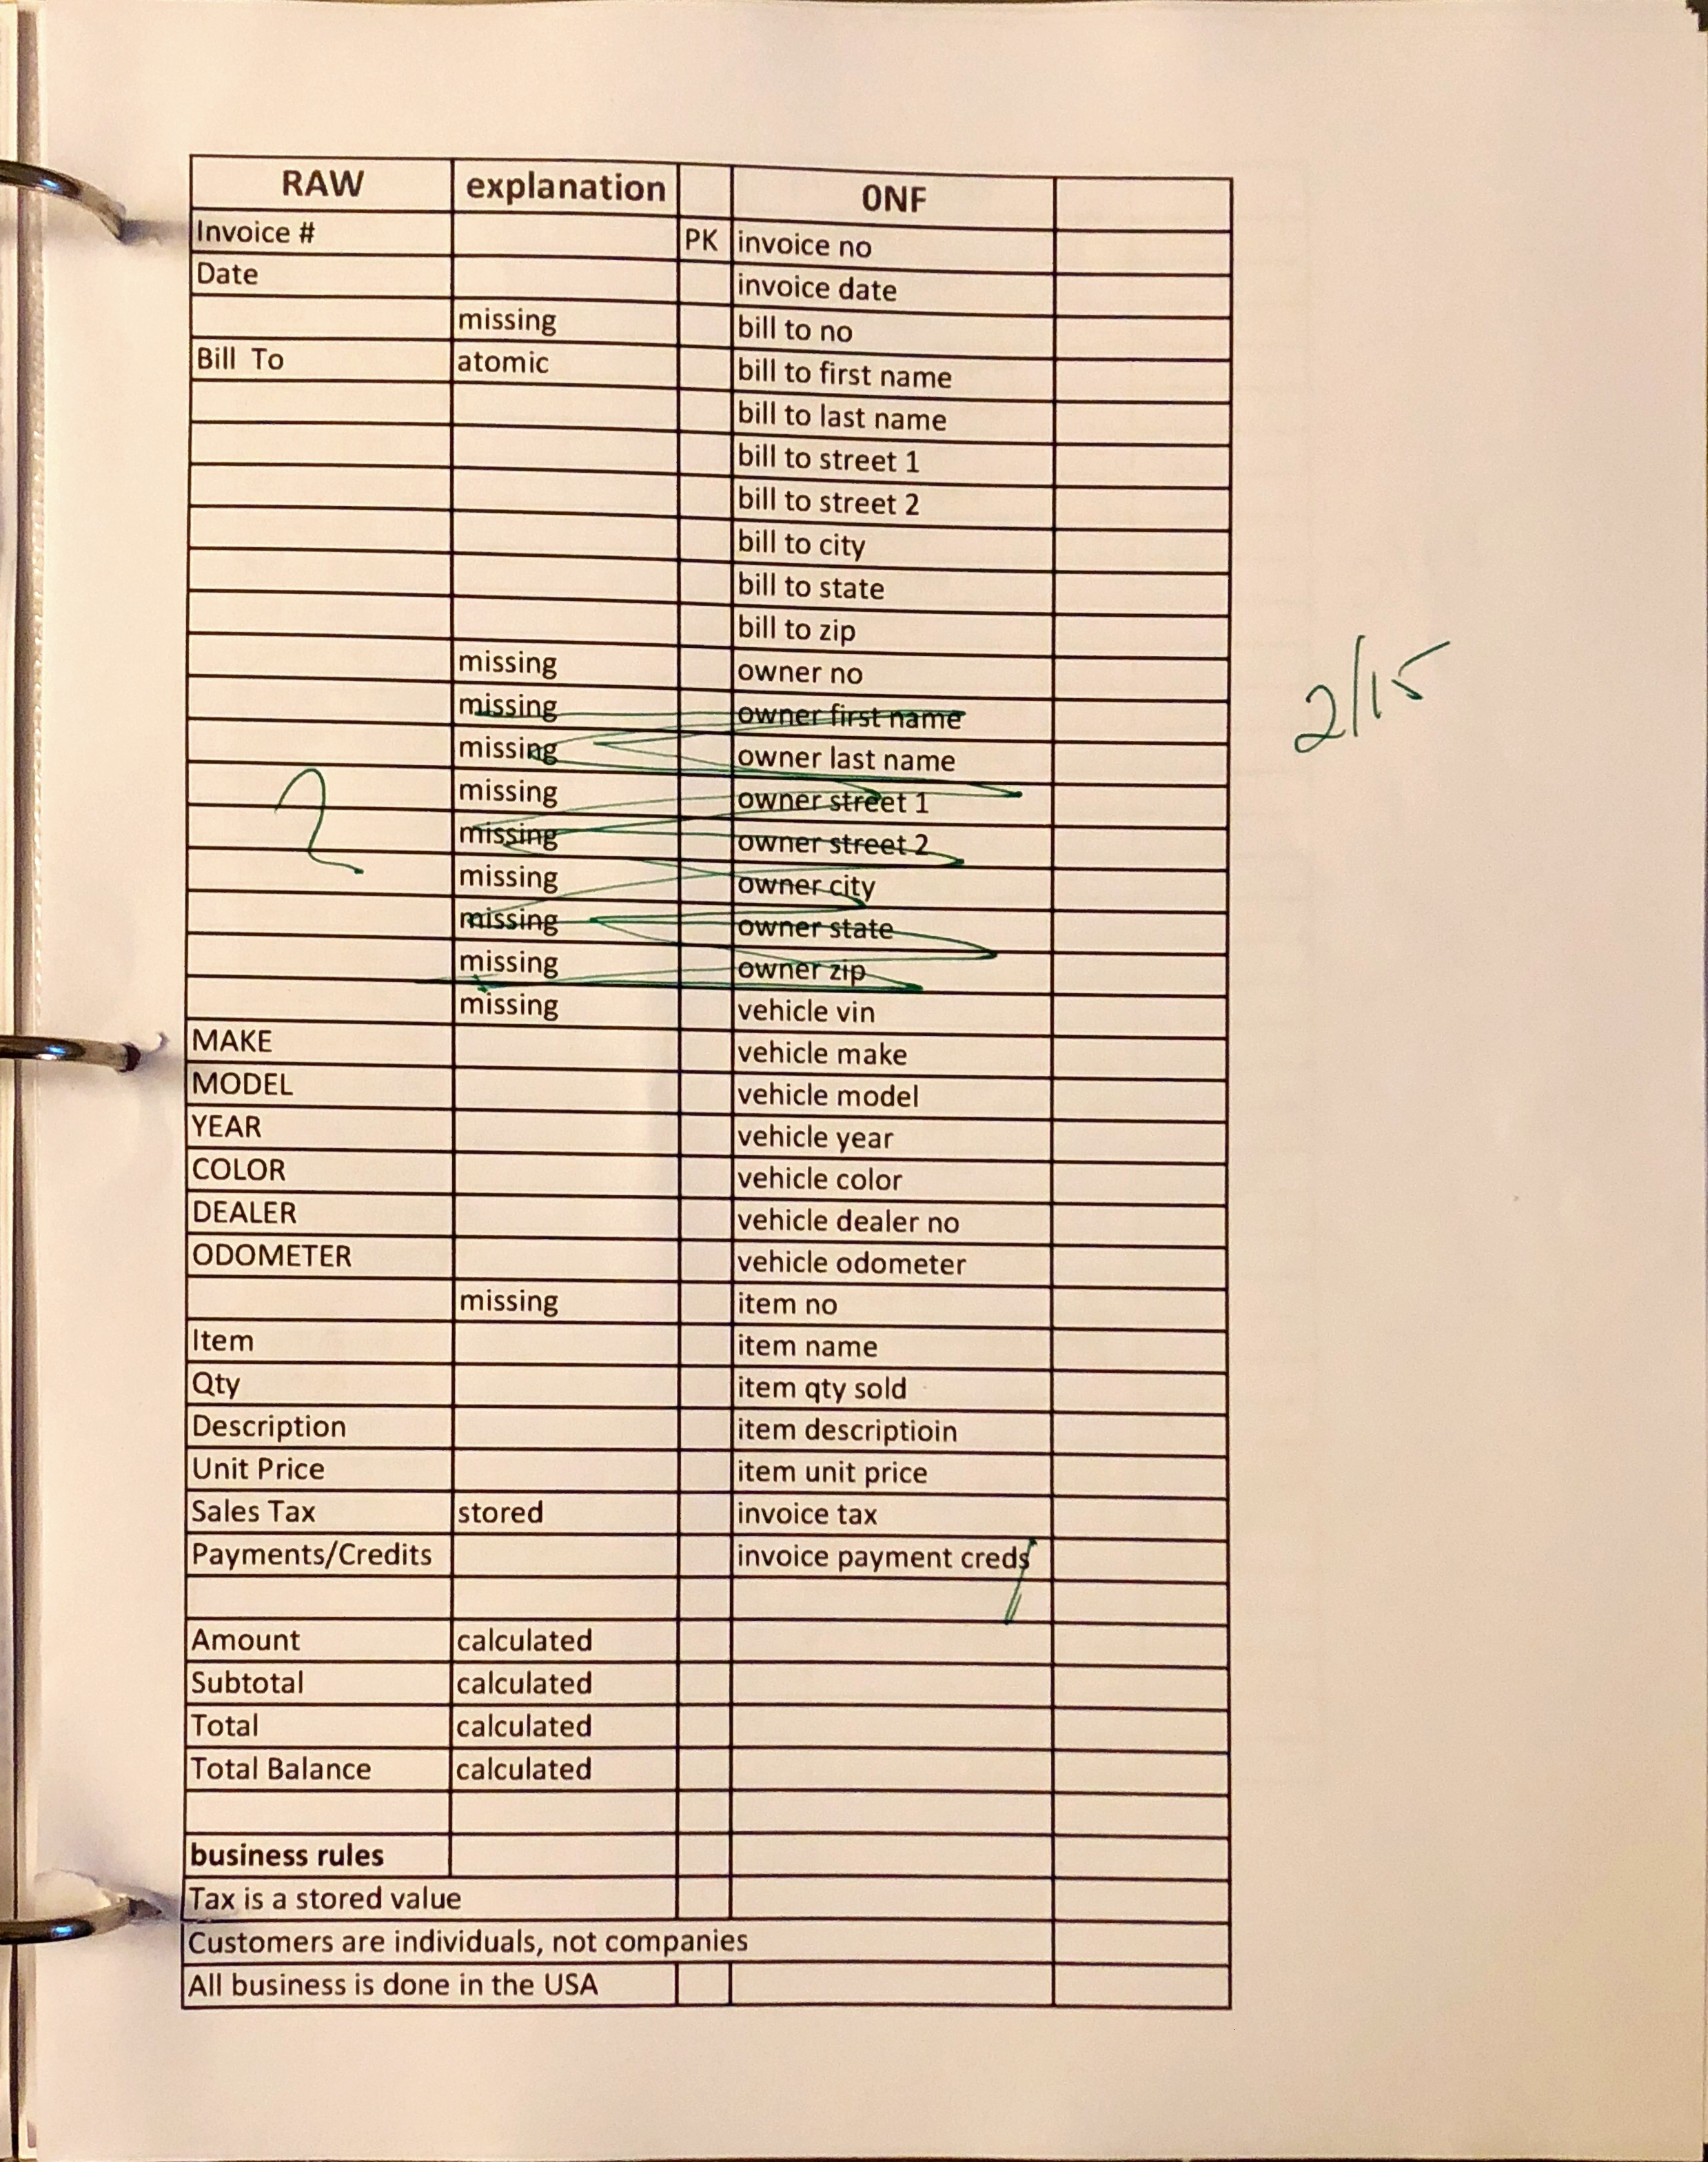 RAW explanation 0NF
Invoice # PK invoice no
Date invoice date
missing bill to no
Bill To atomic bill to first name
bill to last name
bill to street 1
bill to street 2
bill to city
bill to state
bill to zip
missing owner no
missing owner first name
missing owner last name
missing owner street 1
missing owner street 2
missing owner city
missing owner state
missing owner zip
missing vehicle vin
MAKE vehicle make
MODEL vehicle model
YEAR vehicle year
COLOR vehicle color
DEALER vehicle dealer no
ODOMETER vehicle odometer
missing item no
Item item name
Qty item qty sold
Description item descriptioin
Unit Price item unit price
Sales Tax stored invoice tax
Payments/Credits invoice payment creds
Amount calculated
Subtotal calculated
Total calculated
Total Balance calculated
business rules
Tax is a stored value
Customers are individuals, not companies
All business is done in the USA
2/15